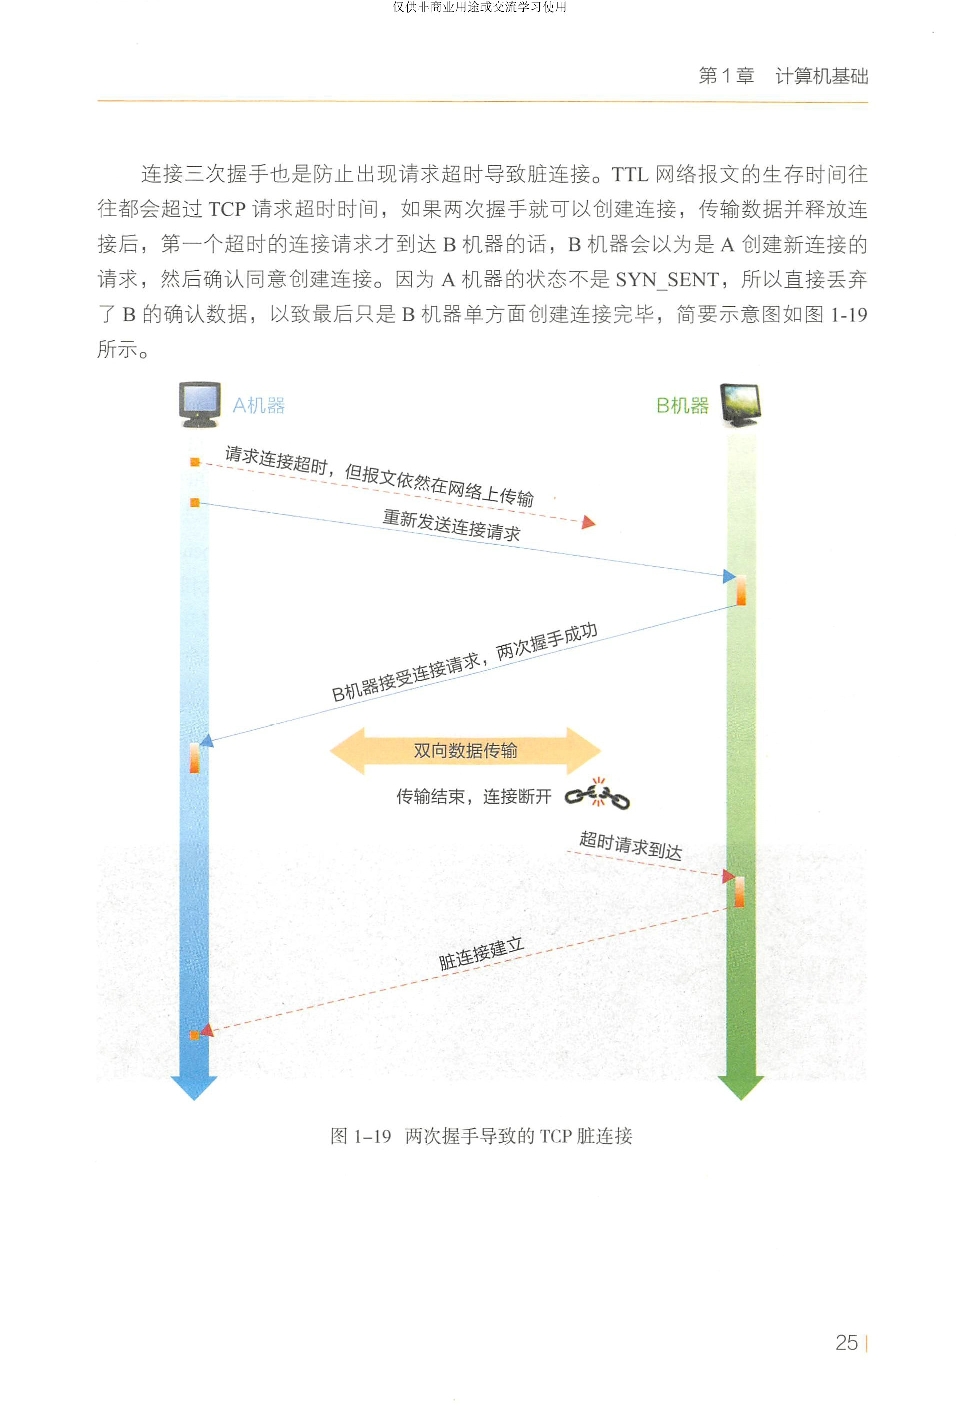 仅供非商业用途或交流学习使用
第1章 计算机基础
连接三次握手也是防止出现请求超时导致脏连接。TTL 网络报文的生存时间往
往都会超过 TCP 请求超时时间，如果两次握手就可以创建连接，传输数据并释放连
接后，第一个超时的连接请求才到达 B 机器的话，B 机器会以为是 A 创建新连接的
请求，然后确认同意创建连接。因为 A 机器的状态不是 SYN_SENT，所以直接丢弃
了 B 的确认数据，以致最后只是 B 机器单方面创建连接完毕，简要示意图如图 1-19
所示。
A机器
B机器
请求连接超时，但报文依然在网络上传输
重新发送连接请求
B机器接受连接请求，两次握手成功
双向数据传输
传输结束，连接断开
超时请求到达
脏连接建立
图 1-19 两次握手导致的 TCP 脏连接
25